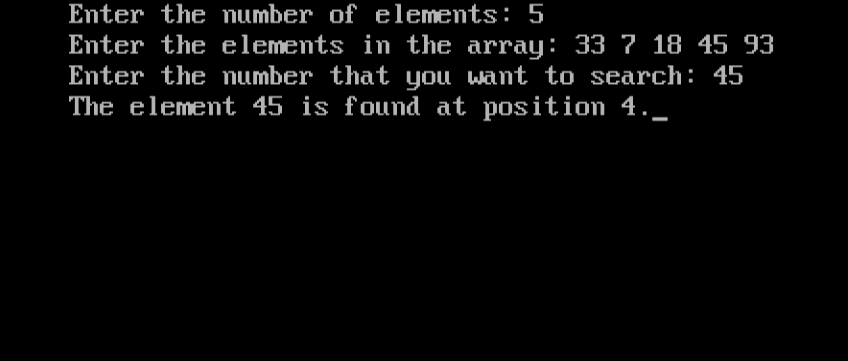 Enter the number of elements: 5
Enter the elements in the array: 33 7 18 45 93
Enter the number that you want to search: 45
The element 45 is found at position 4._